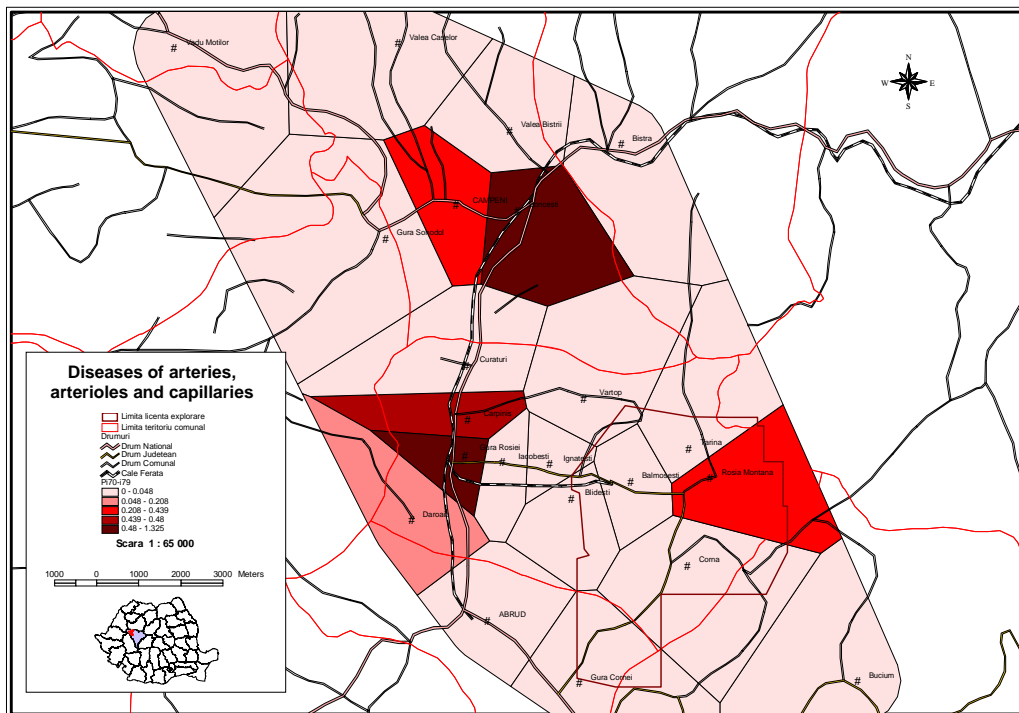 Vadu Motilor
Valea Caselor
N
W
E
S
Valea Bistrii
Bistra
CAMPENI
Gura Sohodol
Curaturi
Vartop
Carpinis
Gura Rosiei
Iacobesti
Ignatesti
Tarina
Balmosesti
Rosia Montana
Blidesti
Daroaia
Corna
ABRUD
Gura Cornei
Bucium
Diseases of arteries,
arterioles and capillaries
Limita licenta explorare
Limita teritoriu comunal
Drumuri
Drum National
Drum Judetean
Drum Comunal
Cale Ferata
Pi70-i79
0 - 0.048
0.048 - 0.208
0.208 - 0.439
0.439 - 0.48
0.48 - 1.325
Scara 1 : 65 000
1000 0 1000 2000 3000 Meters